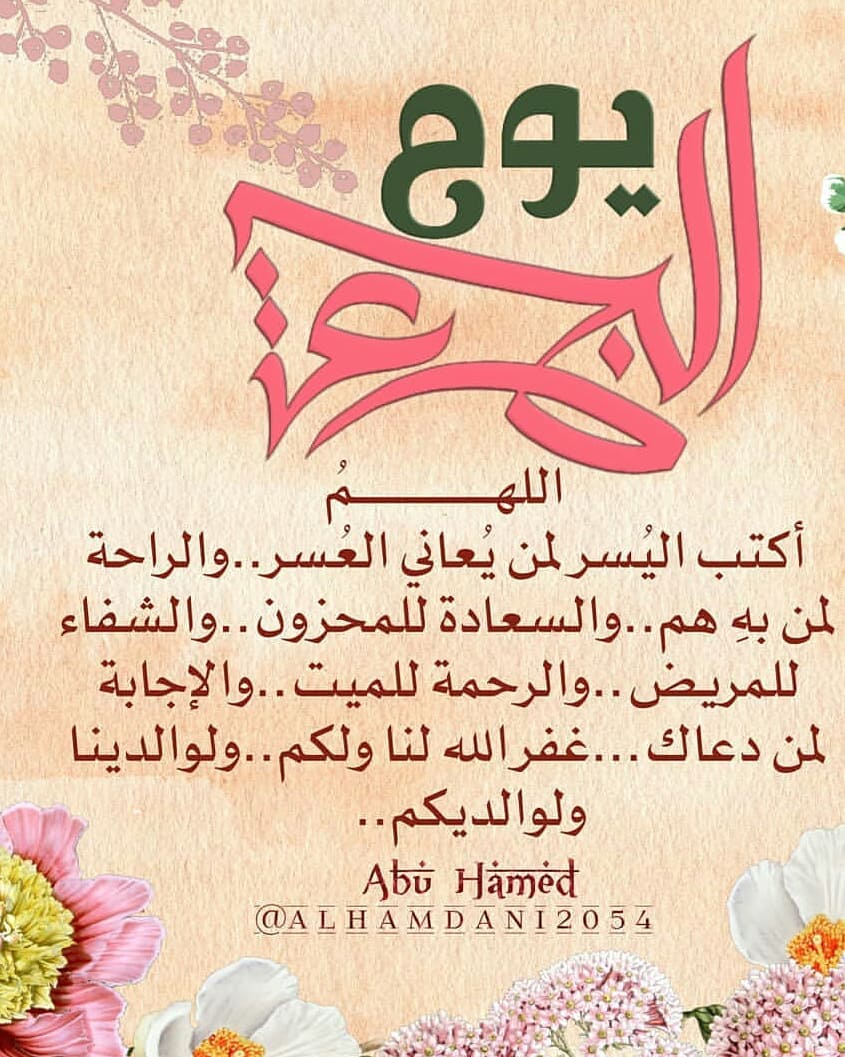 يوم
الجمعة
اللهـــــــمُ
أكتب اليُسر لمن يُعاني العُسر..والراحة
لمن بهِ هم..والسعادة للمحزون..والشفاء
للمريض..والرحمة للميت..والإجابة
لمن دعاك...غفر الله لنا ولكم..ولوالدينا
ولوالديكم..
Abu Hamed
@ALHAMDANI2054